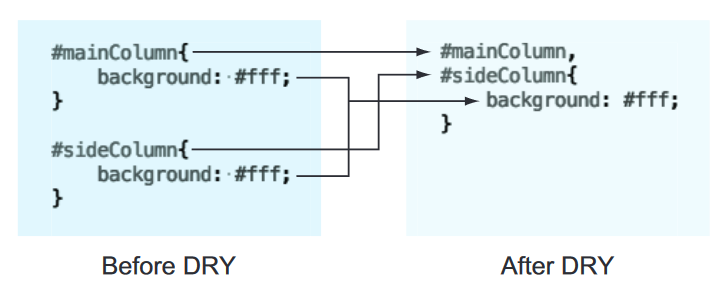 #mainColumn{
    background: #fff;
}
#sideColumn{
    background: #fff;
}
Before DRY
#mainColumn,
#sideColumn{
    background: #fff;
}
After DRY